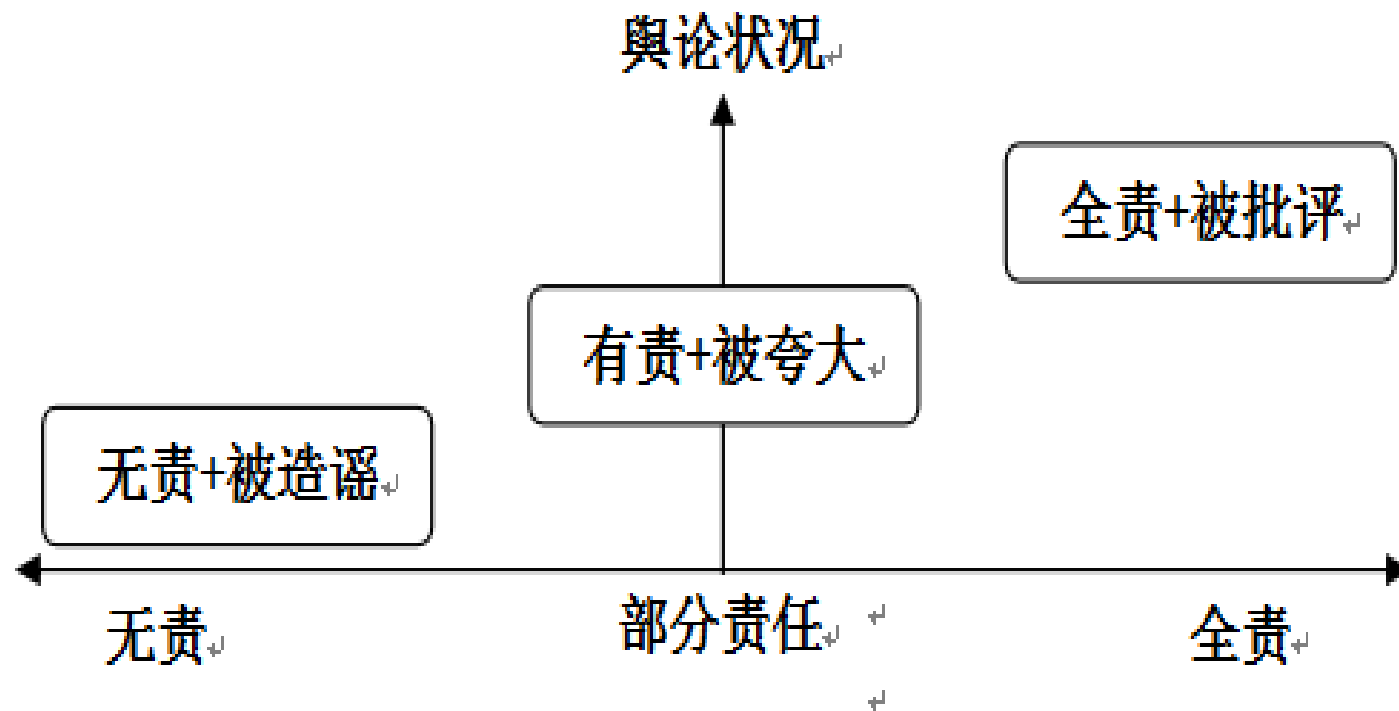 舆论状况
全责+被批评
有责+被夸大
无责+被造谣
无责
部分责任
全责